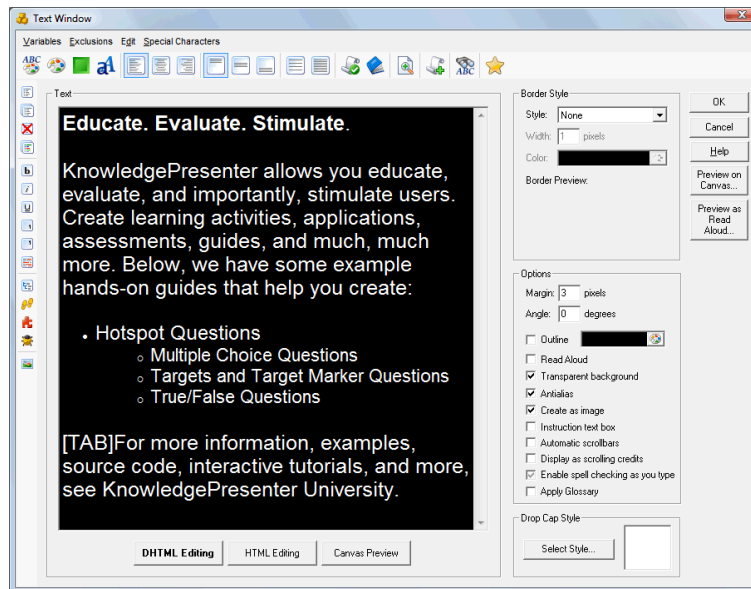 Text Window
Variables Exclusions Edit Special Characters
ABC
aA
ABC
Text
Educate. Evaluate. Stimulate.
KnowledgePresenter allows you educate,
evaluate, and importantly, stimulate users.
Create learning activities, applications,
assessments, guides, and much, much
more. Below, we have some example
hands-on guides that help you create:
• Hotspot Questions
○ Multiple Choice Questions
○ Targets and Target Marker Questions
○ True/False Questions
[TAB]For more information, examples,
source code, interactive tutorials, and more,
see KnowledgePresenter University.
DHTML Editing HTML Editing Canvas Preview
b
i
U
Border Style
Style: None
Width: 1 pixels
Color:
Border Preview:
Options
Margin: 3 pixels
Angle: 0 degrees
Outline
Read Aloud
Transparent background
Antialias
Create as image
Instruction text box
Automatic scrollbars
Display as scrolling credits
Enable spell checking as you type
Apply Glossary
Drop Cap Style
Select Style...
OK
Cancel
Help
Preview on
Canvas...
Preview as
Read
Aloud...